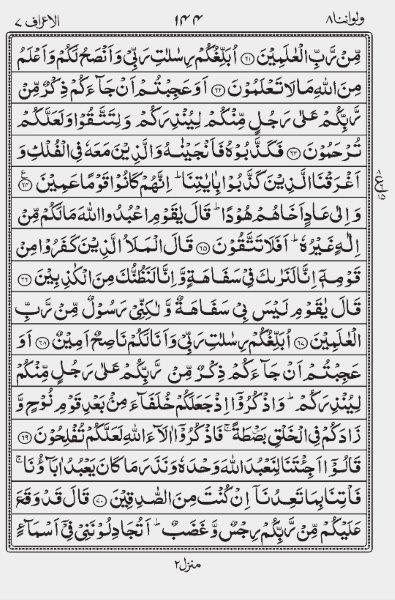 ولواننا ٨ ١٤٤ الاعراف ٧
مِّنْ رَّبِّ الْعٰلَمِيْنَ ﴿٦١﴾ اُبَلِّغُكُمْ رِسٰلٰتِ رَبِّيْ وَاَنْصَحُ لَكُمْ وَاَعْلَمُ
مِنَ اللّٰهِ مَا لَا تَعْلَمُوْنَ ﴿٦٢﴾ اَوَعَجِبْتُمْ اَنْ جَآءَكُمْ ذِكْرٌ مِّنْ
رَّبِّكُمْ عَلٰى رَجُلٍ مِّنْكُمْ لِيُنْذِرَكُمْ وَلِتَتَّقُوْا وَلَعَلَّكُمْ
تُرْحَمُوْنَ ﴿٦٣﴾ فَكَذَّبُوْهُ فَاَنْجَيْنٰهُ وَالَّذِيْنَ مَعَهٗ فِي الْفُلْكِ وَ
اَغْرَقْنَا الَّذِيْنَ كَذَّبُوْا بِاٰيٰتِنَا ؕ اِنَّهُمْ كَانُوْا قَوْمًا عَمِيْنَ ﴿٦٤﴾
وَاِلٰى عَادٍ اَخَاهُمْ هُوْدًا ؕ قَالَ يٰقَوْمِ اعْبُدُوا اللّٰهَ مَا لَكُمْ مِّنْ
اِلٰهٍ غَيْرُهٗ ؕ اَفَلَا تَتَّقُوْنَ ﴿٦٥﴾ قَالَ الْمَلَاُ الَّذِيْنَ كَفَرُوْا مِنْ
قَوْمِهٖٓ اِنَّا لَنَرٰىكَ فِيْ سَفَاهَةٍ وَّاِنَّا لَنَظُنُّكَ مِنَ الْكٰذِبِيْنَ ﴿٦٦﴾
قَالَ يٰقَوْمِ لَيْسَ بِيْ سَفَاهَةٌ وَّلٰكِنِّيْ رَسُوْلٌ مِّنْ رَّبِّ
الْعٰلَمِيْنَ ﴿٦٧﴾ اُبَلِّغُكُمْ رِسٰلٰتِ رَبِّيْ وَاَنَا لَكُمْ نَاصِحٌ اَمِيْنٌ ﴿٦٨﴾ اَوَ
عَجِبْتُمْ اَنْ جَآءَكُمْ ذِكْرٌ مِّنْ رَّبِّكُمْ عَلٰى رَجُلٍ مِّنْكُمْ
لِيُنْذِرَكُمْ ؕ وَاذْكُرُوْٓا اِذْ جَعَلَكُمْ خُلَفَآءَ مِنْۢ بَعْدِ قَوْمِ نُوْحٍ وَّ
زَادَكُمْ فِي الْخَلْقِ بَصْۜطَةً ۚ فَاذْكُرُوْٓا اٰلَآءَ اللّٰهِ لَعَلَّكُمْ تُفْلِحُوْنَ ﴿٦٩﴾
قَالُوْٓا اَجِئْتَنَا لِنَعْبُدَ اللّٰهَ وَحْدَهٗ وَنَذَرَ مَا كَانَ يَعْبُدُ اٰبَآؤُنَا ۚ
فَاْتِنَا بِمَا تَعِدُنَآ اِنْ كُنْتَ مِنَ الصّٰدِقِيْنَ ﴿٧٠﴾ قَالَ قَدْ وَقَعَ
عَلَيْكُمْ مِّنْ رَّبِّكُمْ رِجْسٌ وَّغَضَبٌ ؕ اَتُجَادِلُوْنَنِيْ فِيْٓ اَسْمَآءٍ
منزل ٢